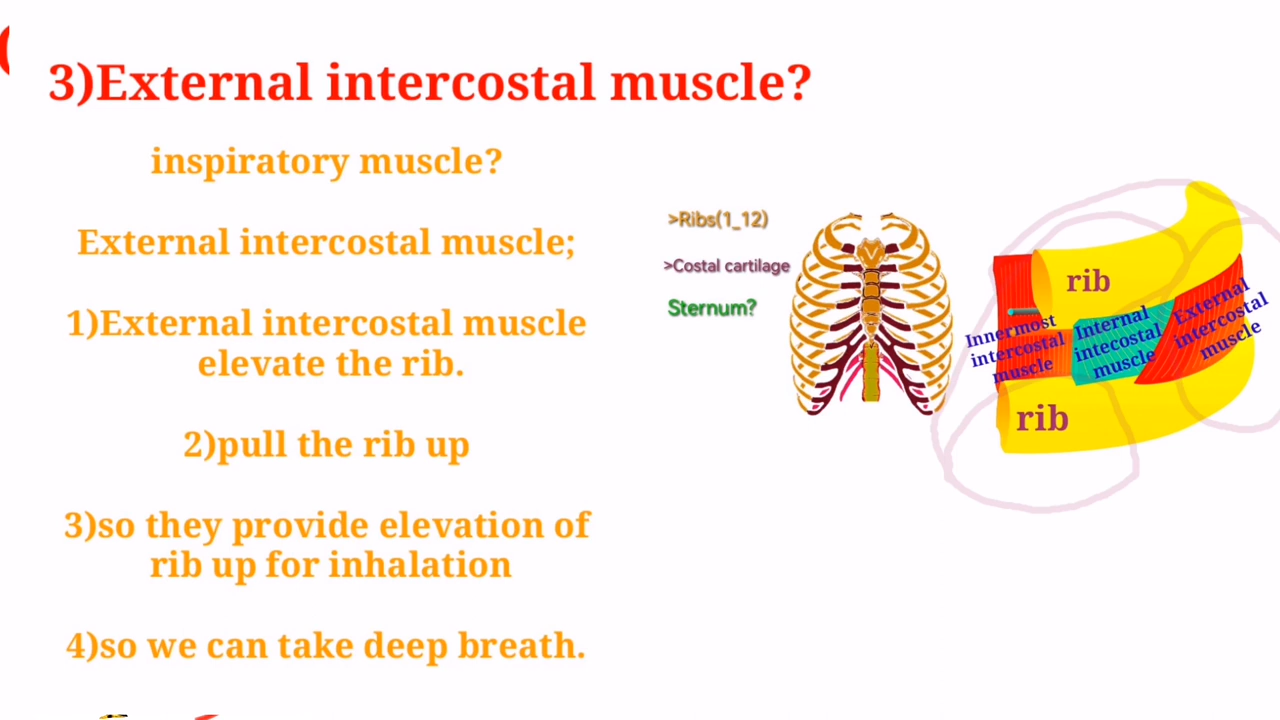 3)External intercostal muscle?
inspiratory muscle?
External intercostal muscle;
1)External intercostal muscle
elevate the rib.
2)pull the rib up
3)so they provide elevation of
rib up for inhalation
4)so we can take deep breath.
>Ribs(1_12)
>Costal cartilage
Sternum?
rib
Innermost
intercostal
muscle
Internal
intecostal
muscle
External
intercostal
muscle
rib